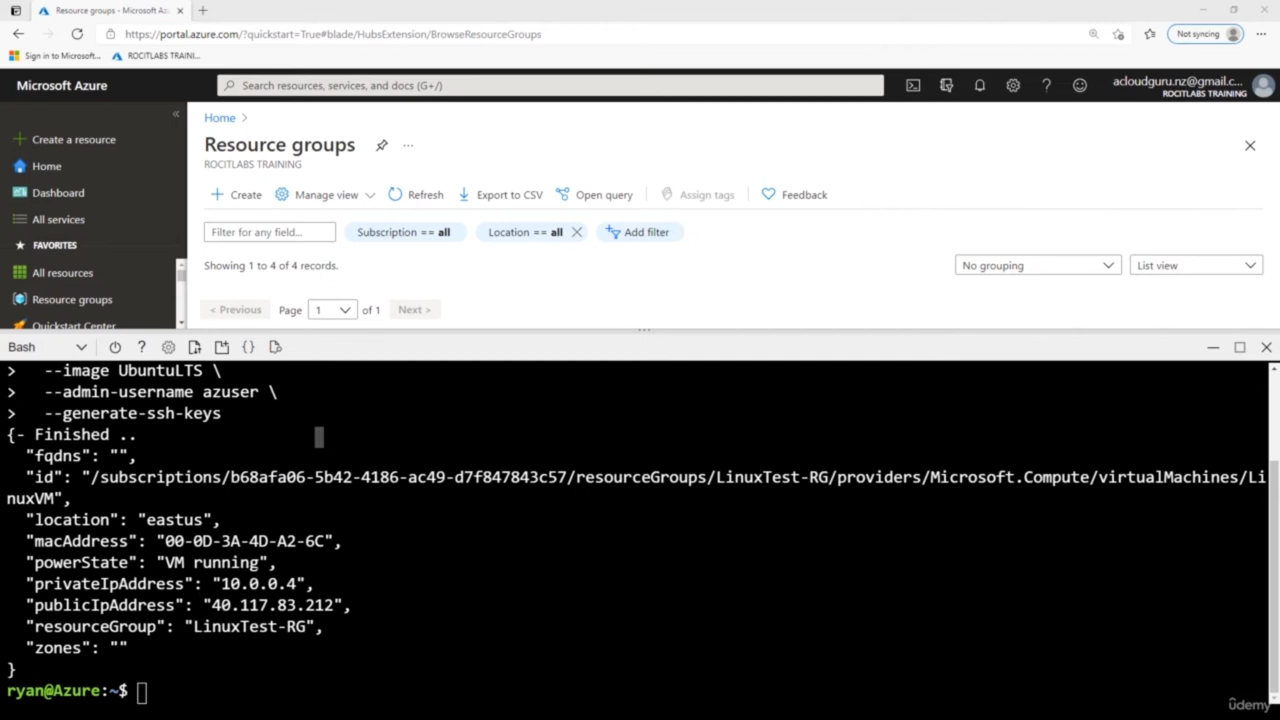 Resource groups - Microsoft Az
https://portal.azure.com/?quickstart=True#blade/HubsExtension/BrowseResourceGroups
Not syncing
Sign in to Microsoft...
ROCITLABS TRAINI...
Microsoft Azure
Search resources, services, and docs (G+/)
acloudguru.nz@gmail.c...
ROCITLABS TRAINING
«
Create a resource
Home
Dashboard
All services
FAVORITES
All resources
Resource groups
Quickstart Center
Home >
Resource groups
...
ROCITLABS TRAINING
Create
Manage view
Refresh
Export to CSV
Open query
Assign tags
Feedback
Filter for any field...
Subscription == all
Location == all
Add filter
Showing 1 to 4 of 4 records.
No grouping
List view
< Previous
Page
1
of 1
Next >
Bash
?
{}
>   --image UbuntuLTS \
>   --admin-username azuser \
>   --generate-ssh-keys
{- Finished ..
"fqdns": "",
"id": "/subscriptions/b68afa06-5b42-4186-ac49-d7f847843c57/resourceGroups/LinuxTest-RG/providers/Microsoft.Compute/virtualMachines/Li
nuxVM",
"location": "eastus",
"macAddress": "00-0D-3A-4D-A2-6C",
"powerState": "VM running",
"privateIpAddress": "10.0.0.4",
"publicIpAddress": "40.117.83.212",
"resourceGroup": "LinuxTest-RG",
"zones": ""
}
ryan@Azure:~$
ûdemy